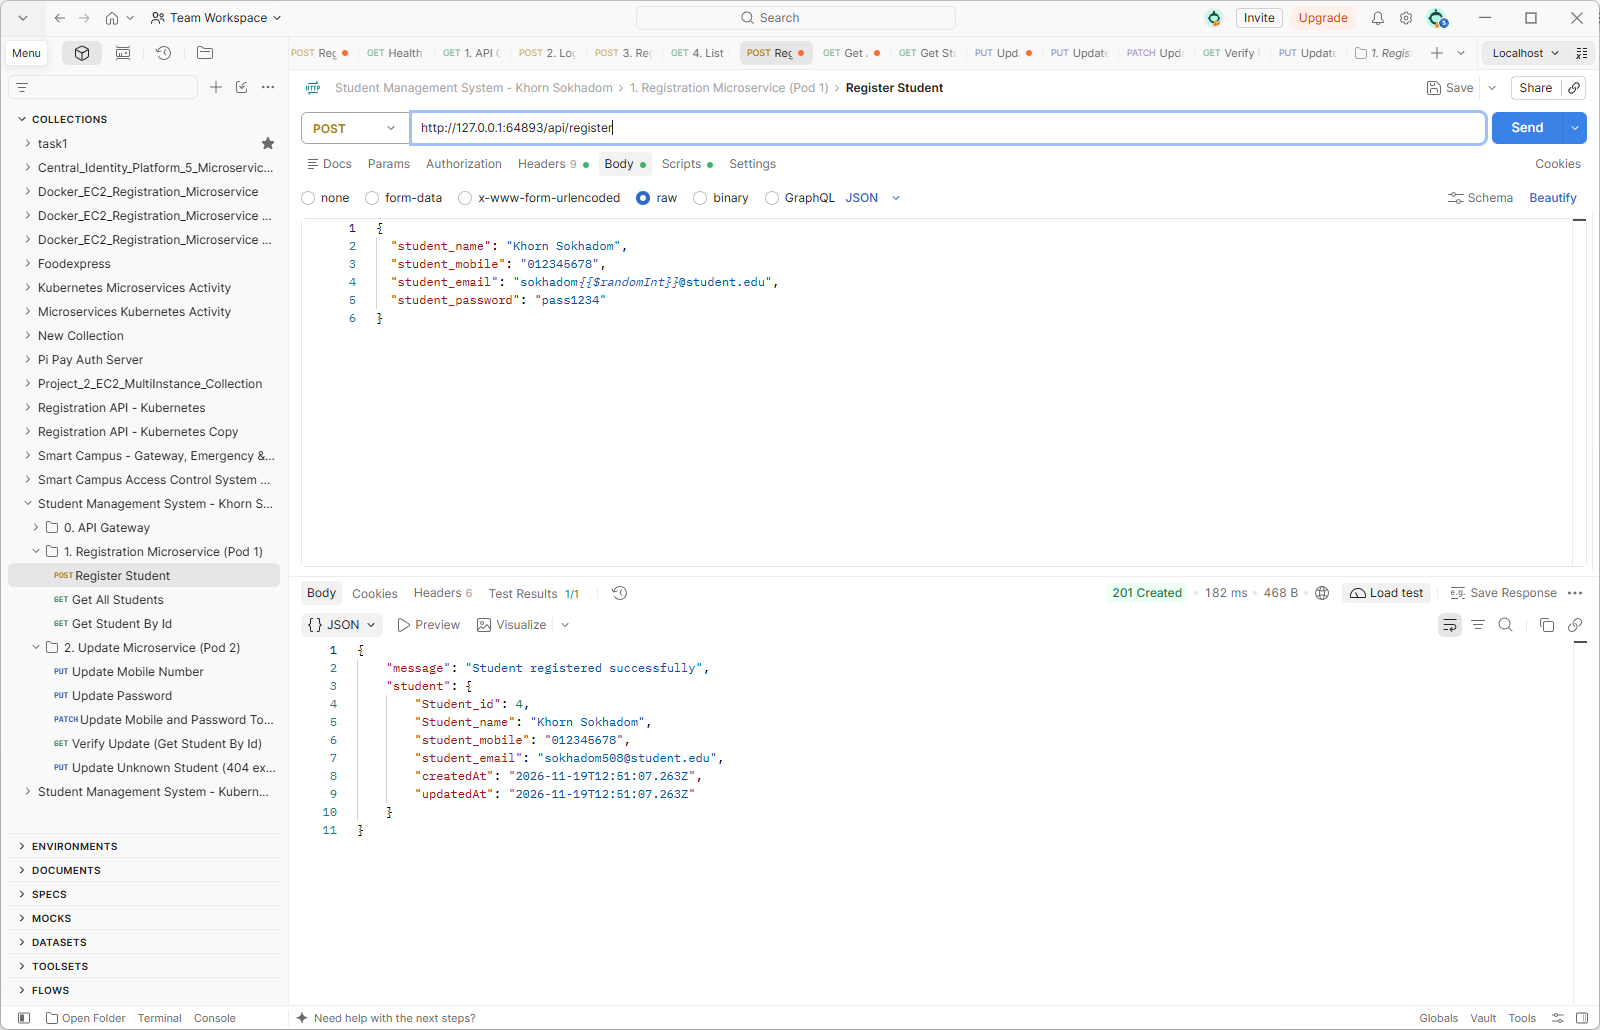 Team Workspace
Search
Invite
Upgrade
Menu
POST Reg
GET Health
GET 1. API
POST 2. Log
POST 3. Re
GET 4. List
POST Reg
GET Get
GET Get St
PUT Upd
PUT Update
PATCH Upd
GET Verify
PUT Update
1. Regis
Localhost
HTTP
Student Management System - Khorn Sokhadom > 1. Registration Microservice (Pod 1) > Register Student
Save
Share
COLLECTIONS
task1
Central_Identity_Platform_5_Microservic...
Docker_EC2_Registration_Microservice
Docker_EC2_Registration_Microservice ...
Docker_EC2_Registration_Microservice ...
Foodexpress
Kubernetes Microservices Activity
Microservices Kubernetes Activity
New Collection
Pi Pay Auth Server
Project_2_EC2_MultiInstance_Collection
Registration API - Kubernetes
Registration API - Kubernetes Copy
Smart Campus - Gateway, Emergency &...
Smart Campus Access Control System ...
Student Management System - Khorn S...
0. API Gateway
1. Registration Microservice (Pod 1)
POST Register Student
GET Get All Students
GET Get Student By Id
2. Update Microservice (Pod 2)
PUT Update Mobile Number
PUT Update Password
PATCH Update Mobile and Password To...
GET Verify Update (Get Student By Id)
PUT Update Unknown Student (404 ex...
Student Management System - Kubern...
ENVIRONMENTS
DOCUMENTS
SPECS
MOCKS
DATASETS
TOOLSETS
FLOWS
POST
http://127.0.0.1:64893/api/register
Send
Docs
Params
Authorization
Headers 9
Body
Scripts
Settings
Cookies
none
form-data
x-www-form-urlencoded
raw
binary
GraphQL
JSON
Schema
Beautify
1 {
2 "student_name": "Khorn Sokhadom",
3 "student_mobile": "012345678",
4 "student_email": "sokhadom{{$randomInt}}@student.edu",
5 "student_password": "pass1234"
6 }
Body
Cookies
Headers 6
Test Results 1/1
201 Created
182 ms
468 B
Load test
e.g. Save Response
{} JSON
Preview
Visualize
1 {
2 "message": "Student registered successfully",
3 "student": {
4 "Student_id": 4,
5 "Student_name": "Khorn Sokhadom",
6 "student_mobile": "012345678",
7 "student_email": "sokhadom508@student.edu",
8 "createdAt": "2026-11-19T12:51:07.263Z",
9 "updatedAt": "2026-11-19T12:51:07.263Z"
10 }
11 }
Open Folder
Terminal
Console
Need help with the next steps?
Globals
Vault
Tools